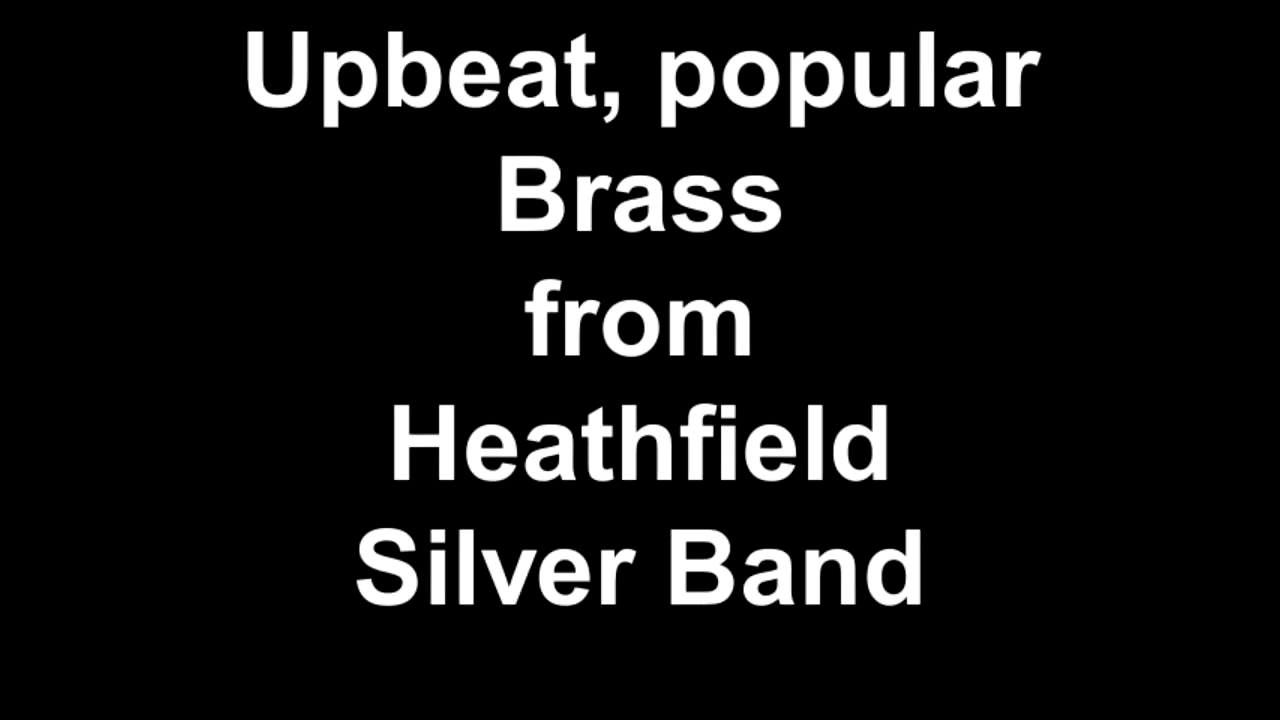 Upbeat, popular
Brass
from
Heathfield
Silver Band